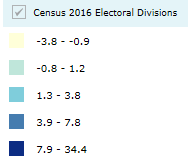 Census 2016 Electoral Divisions
-3.8 - -0.9
-0.8 - 1.2
1.3 - 3.8
3.9 - 7.8
7.9 - 34.4